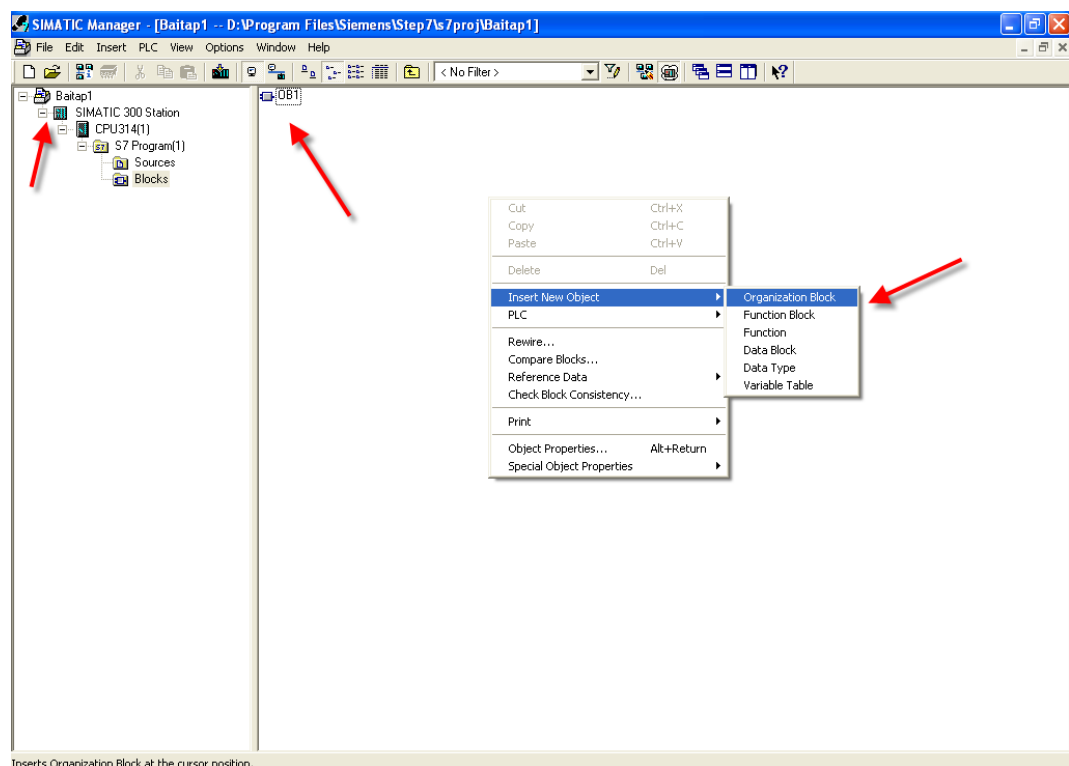 SIMATIC Manager - [Baitap1 -- D:\Program Files\Siemens\Step7\s7proj\Baitap1]
File Edit Insert PLC View Options Window Help
< No Filter >
Baitap1
SIMATIC 300 Station
CPU314(1)
S7 Program(1)
Sources
Blocks
OB1
Cut Ctrl+X
Copy Ctrl+C
Paste Ctrl+V
Delete Del
Insert New Object
PLC
Rewire...
Compare Blocks...
Reference Data
Check Block Consistency...
Print
Object Properties... Alt+Return
Special Object Properties
Organization Block
Function Block
Function
Data Block
Data Type
Variable Table
Inserts Organization Block at the cursor position.